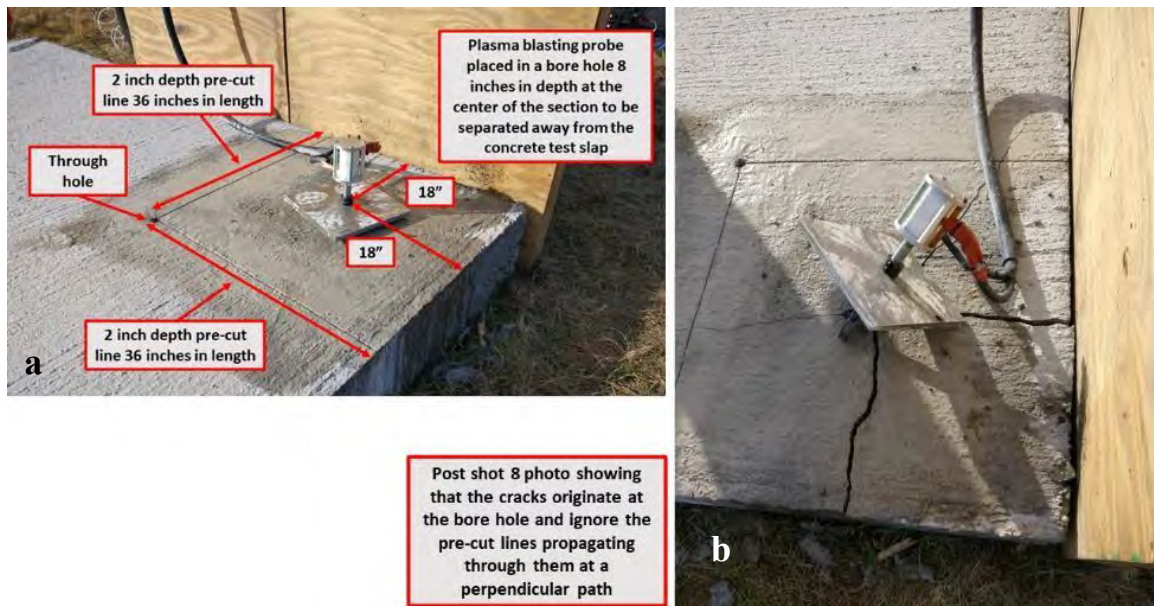 2 inch depth pre-cut
line 36 inches in length
Plasma blasting probe
placed in a bore hole 8
inches in depth at the
center of the section to be
separated away from the
concrete test slap
Through
hole
18”
18”
2 inch depth pre-cut
line 36 inches in length
a
Post shot 8 photo showing
that the cracks originate at
the bore hole and ignore the
pre-cut lines propagating
through them at a
perpendicular path
b